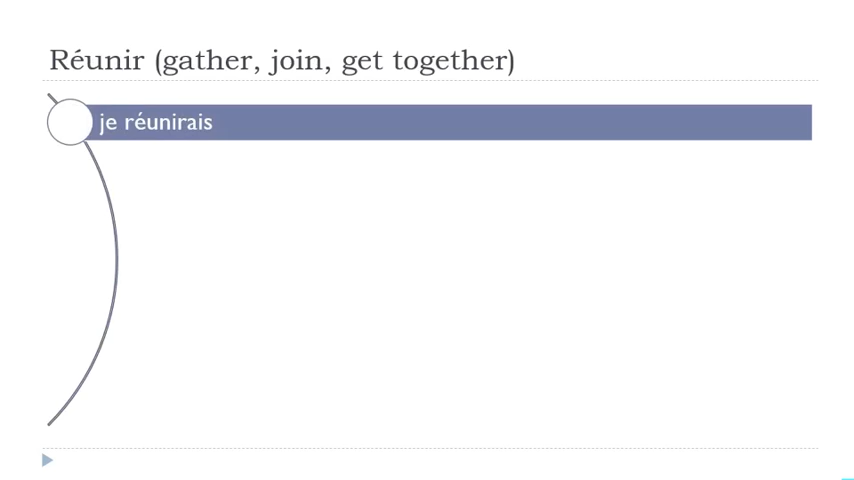 Réunir (gather, join, get together)
je réunirais